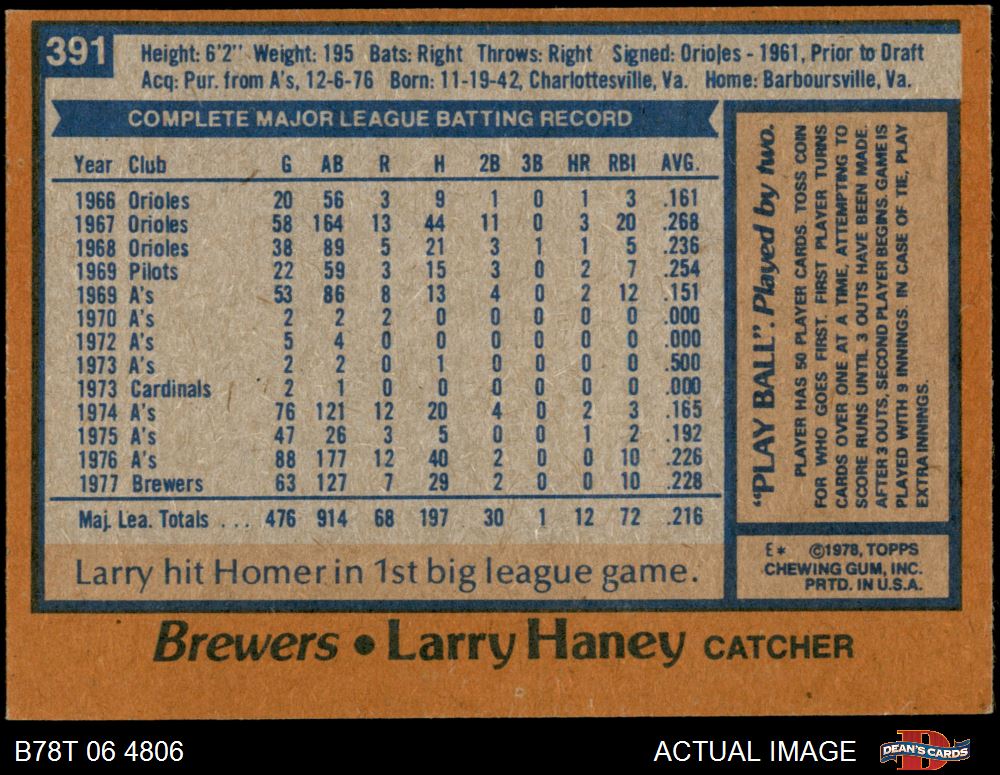 391
Height: 6'2" Weight: 195 Bats: Right Throws: Right Signed: Orioles - 1961, Prior to Draft
Acq: Pur. from A's, 12-6-76 Born: 11-19-42, Charlottesville, Va. Home: Barboursville, Va.
COMPLETE MAJOR LEAGUE BATTING RECORD
Year Club G AB R H 2B 3B HR RBI AVG.
1966 Orioles 20 56 3 9 1 0 1 3 .161
1967 Orioles 58 164 13 44 11 0 3 20 .268
1968 Orioles 38 89 5 21 3 1 1 5 .236
1969 Pilots 22 59 3 15 3 0 2 7 .254
1969 A's 53 86 8 13 4 0 2 12 .151
1970 A's 2 2 2 0 0 0 0 0 .000
1972 A's 5 4 0 0 0 0 0 0 .000
1973 A's 2 2 0 1 0 0 0 0 .500
1973 Cardinals 2 1 0 0 0 0 0 0 .000
1974 A's 76 121 12 20 4 0 2 3 .165
1975 A's 47 26 3 5 0 0 1 2 .192
1976 A's 88 177 12 40 2 0 0 10 .226
1977 Brewers 63 127 7 29 2 0 0 10 .228
Maj. Lea. Totals ... 476 914 68 197 30 1 12 72 .216
Larry hit Homer in 1st big league game.
"PLAY BALL". Played by two.
PLAYER HAS 50 PLAYER CARDS. TOSS COIN
FOR WHO GOES FIRST. FIRST PLAYER TURNS
CARDS OVER ONE AT A TIME, ATTEMPTING TO
SCORE RUNS UNTIL 3 OUTS HAVE BEEN MADE.
AFTER 3 OUTS, SECOND PLAYER BEGINS. GAME IS
PLAYED WITH 9 INNINGS. IN CASE OF TIE, PLAY
EXTRA INNINGS.
E* ©1978, TOPPS
CHEWING GUM, INC.
PRTD. IN U.S.A.
Brewers • Larry Haney CATCHER
B78T 06 4806
ACTUAL IMAGE
D
DEAN'S CARDS